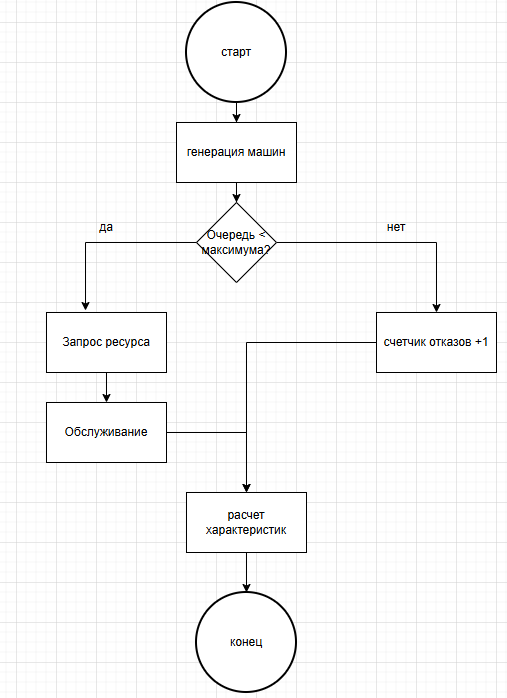 старт
генерация машин
Очередь <
максимума?
да
нет
Запрос ресурса
счетчик отказов +1
Обслуживание
расчет
характеристик
конец